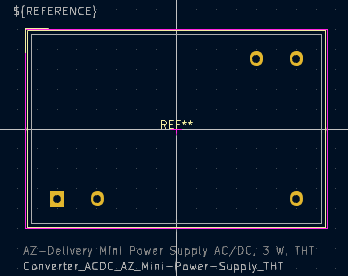 ${REFERENCE}
REF**
AZ-Delivery Mini Power Supply AC/DC, 3 W, THT
Converter_ACDC_AZ_Mini-Power-Supply_THT